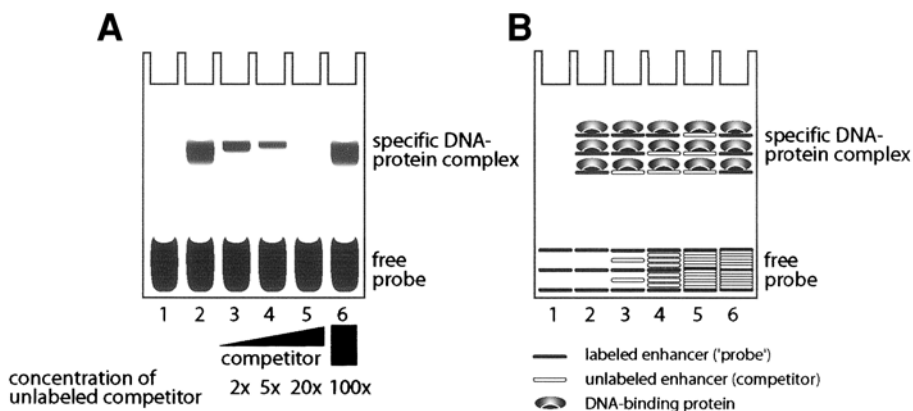 A
specific DNA-
protein complex
free
probe
1 2 3 4 5 6
competitor
concentration of
unlabeled competitor
2x 5x 20x 100x
B
specific DNA-
protein complex
free
probe
1 2 3 4 5 6
labeled enhancer ('probe')
unlabeled enhancer (competitor)
DNA-binding protein